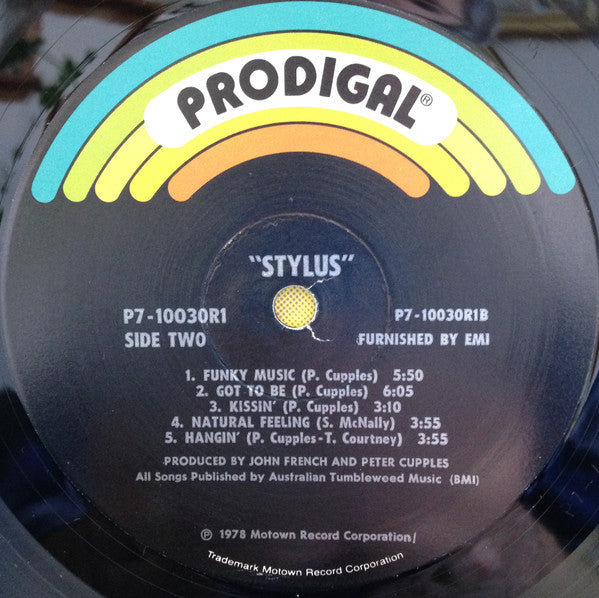 PRODIGAL®
"STYLUS"
P7-10030R1 P7-10030R1B
SIDE TWO FURNISHED BY EMI
1. FUNKY MUSIC (P. Cupples) 5:50
2. GOT TO BE (P. Cupples) 6:05
3. KISSIN' (P. Cupples) 3:10
4. NATURAL FEELING (S. McNally) 3:55
5. HANGIN' (P. Cupples-T. Courtney) 3:55
PRODUCED BY JOHN FRENCH AND PETER CUPPLES
All Songs Published by Australian Tumbleweed Music (BMI)
℗ 1978 Motown Record Corporation/
Trademark Motown Record Corporation